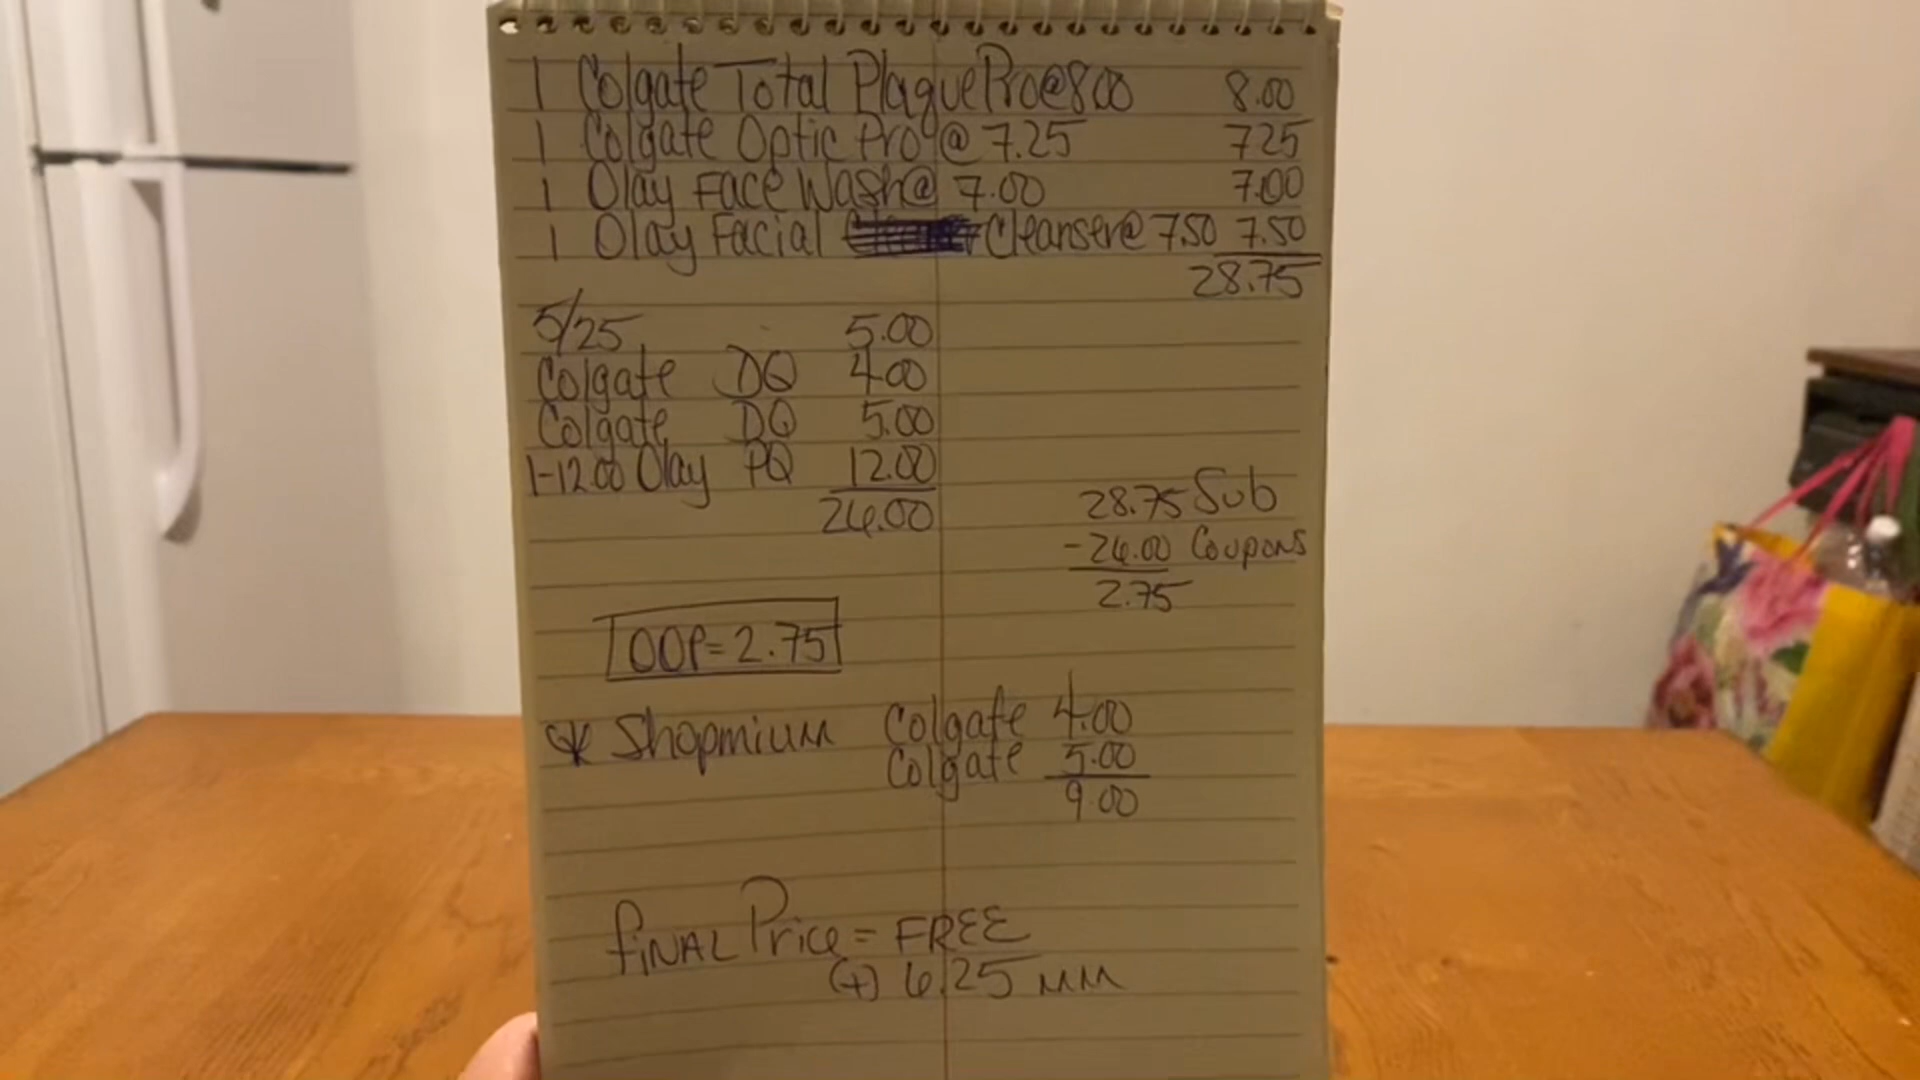 1 Colgate Total Plaque Pro@8.00 8.00
1 Colgate Optic Pro @ 7.25 7.25
1 Olay Face Wash@ 7.00 7.00
1 Olay Facial Cleanser@ 7.50 7.50
28.75
5/25 5.00
Colgate DQ 4.00
Colgate DQ 5.00
1-12.00 Olay PQ 12.00
26.00
28.75 Sub
-26.00 Coupons
2.75
OOP=2.75
* Shopmium Colgate 4.00
Colgate 5.00
9.00
FINAL Price = FREE
(+) 6.25 MM